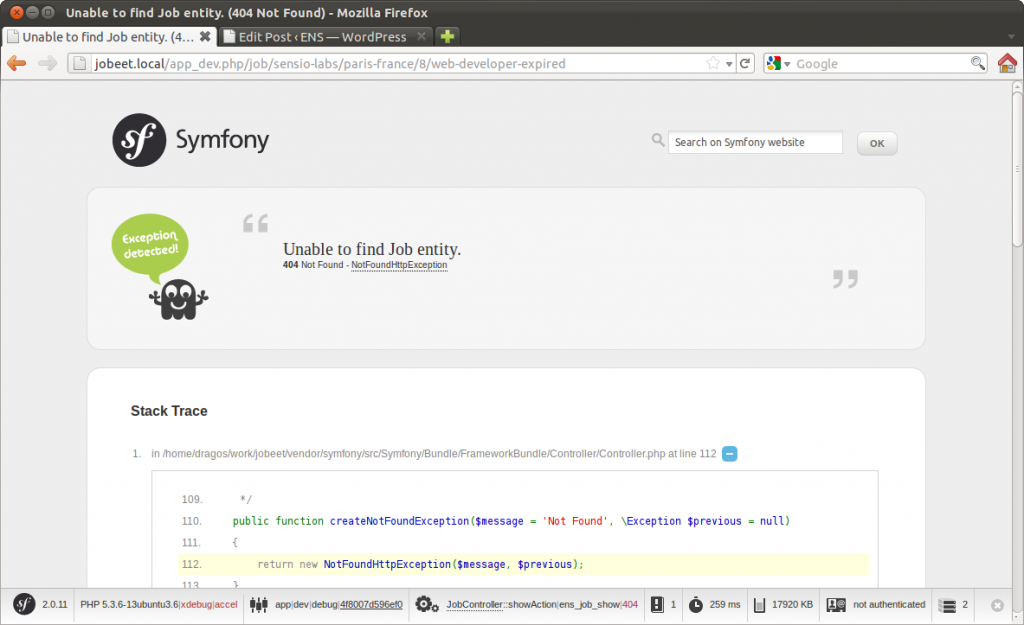 Unable to find Job entity. (404 Not Found) - Mozilla Firefox
Unable to find Job entity. (4... Edit Post ‹ ENS — WordPress
jobeet.local/app_dev.php/job/sensio-labs/paris-france/8/web-developer-expired Google
sf Symfony Search on Symfony website OK
Exception
detected!
“
Unable to find Job entity.
404 Not Found - NotFoundHttpException
”
Stack Trace
1. in /home/dragos/work/jobeet/vendor/symfony/src/Symfony/Bundle/FrameworkBundle/Controller/Controller.php at line 112
109. */
110. public function createNotFoundException($message = 'Not Found', \Exception $previous = null)
111. {
112. return new NotFoundHttpException($message, $previous);
113. }
sf 2.0.11 PHP 5.3.6-13ubuntu3.6|xdebug|accel app|dev|debug|4f8007d596ef0 JobController::showAction|ens_job_show|404 1 259 ms 17920 KB not authenticated 2